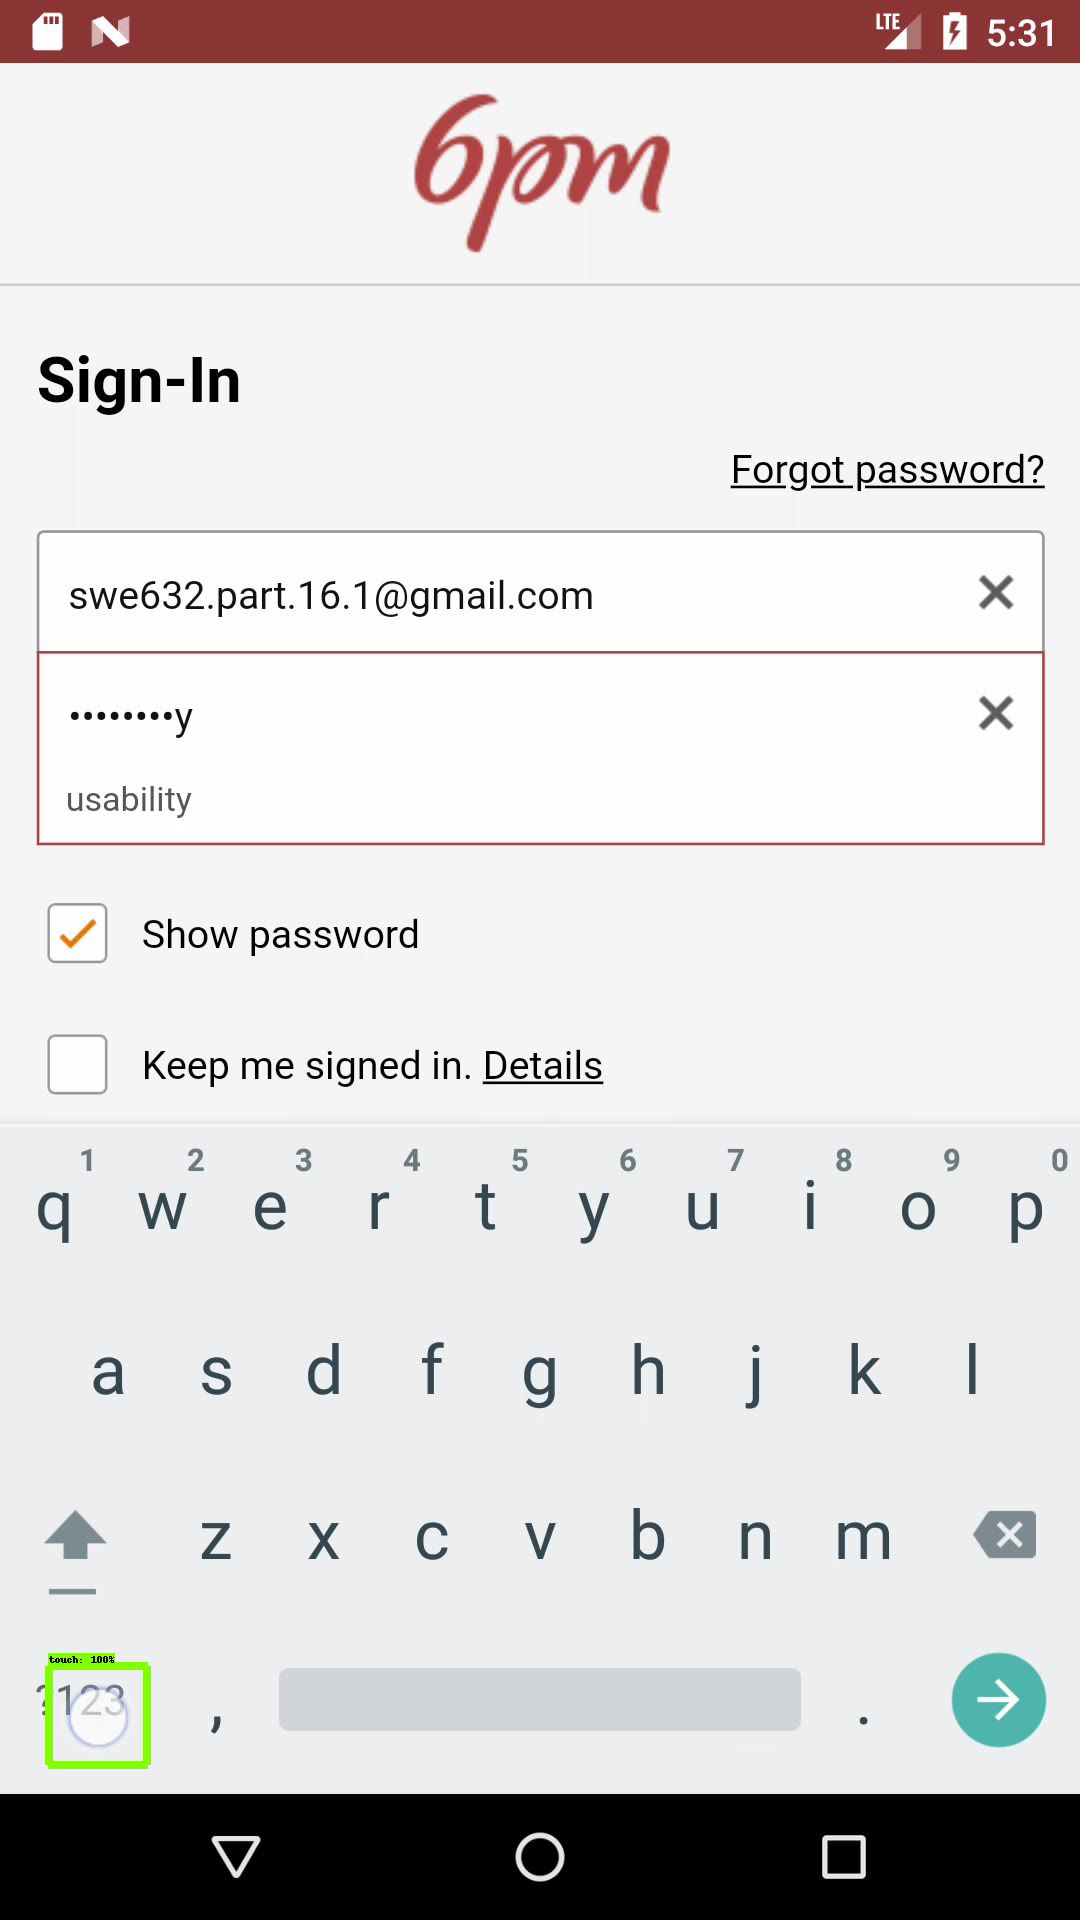 LTE 5:31
6pm
Sign-In
Forgot password?
swe632.part.16.1@gmail.com
••••••••y
usability
Show password
Keep me signed in. Details
1 2 3 4 5 6 7 8 9 0
q w e r t y u i o p
a s d f g h j k l
z x c v b n m
touch: 100%
?123 , .